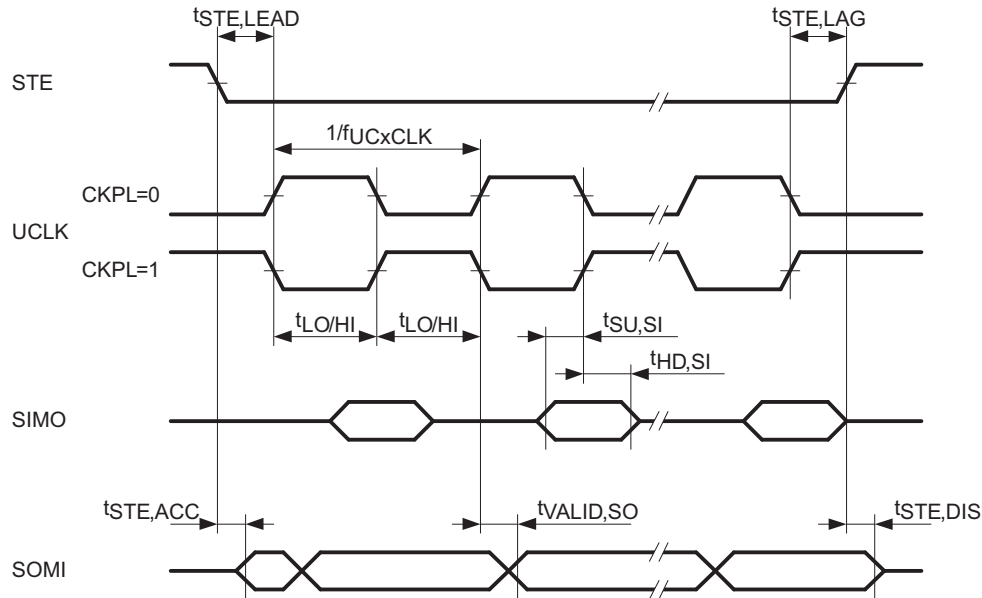 tSTE,LEAD
tSTE,LAG
STE
1/fUCxCLK
CKPL=0
UCLK
CKPL=1
tLO/HI
tLO/HI
tSU,SI
tHD,SI
SIMO
tSTE,ACC
tVALID,SO
tSTE,DIS
SOMI